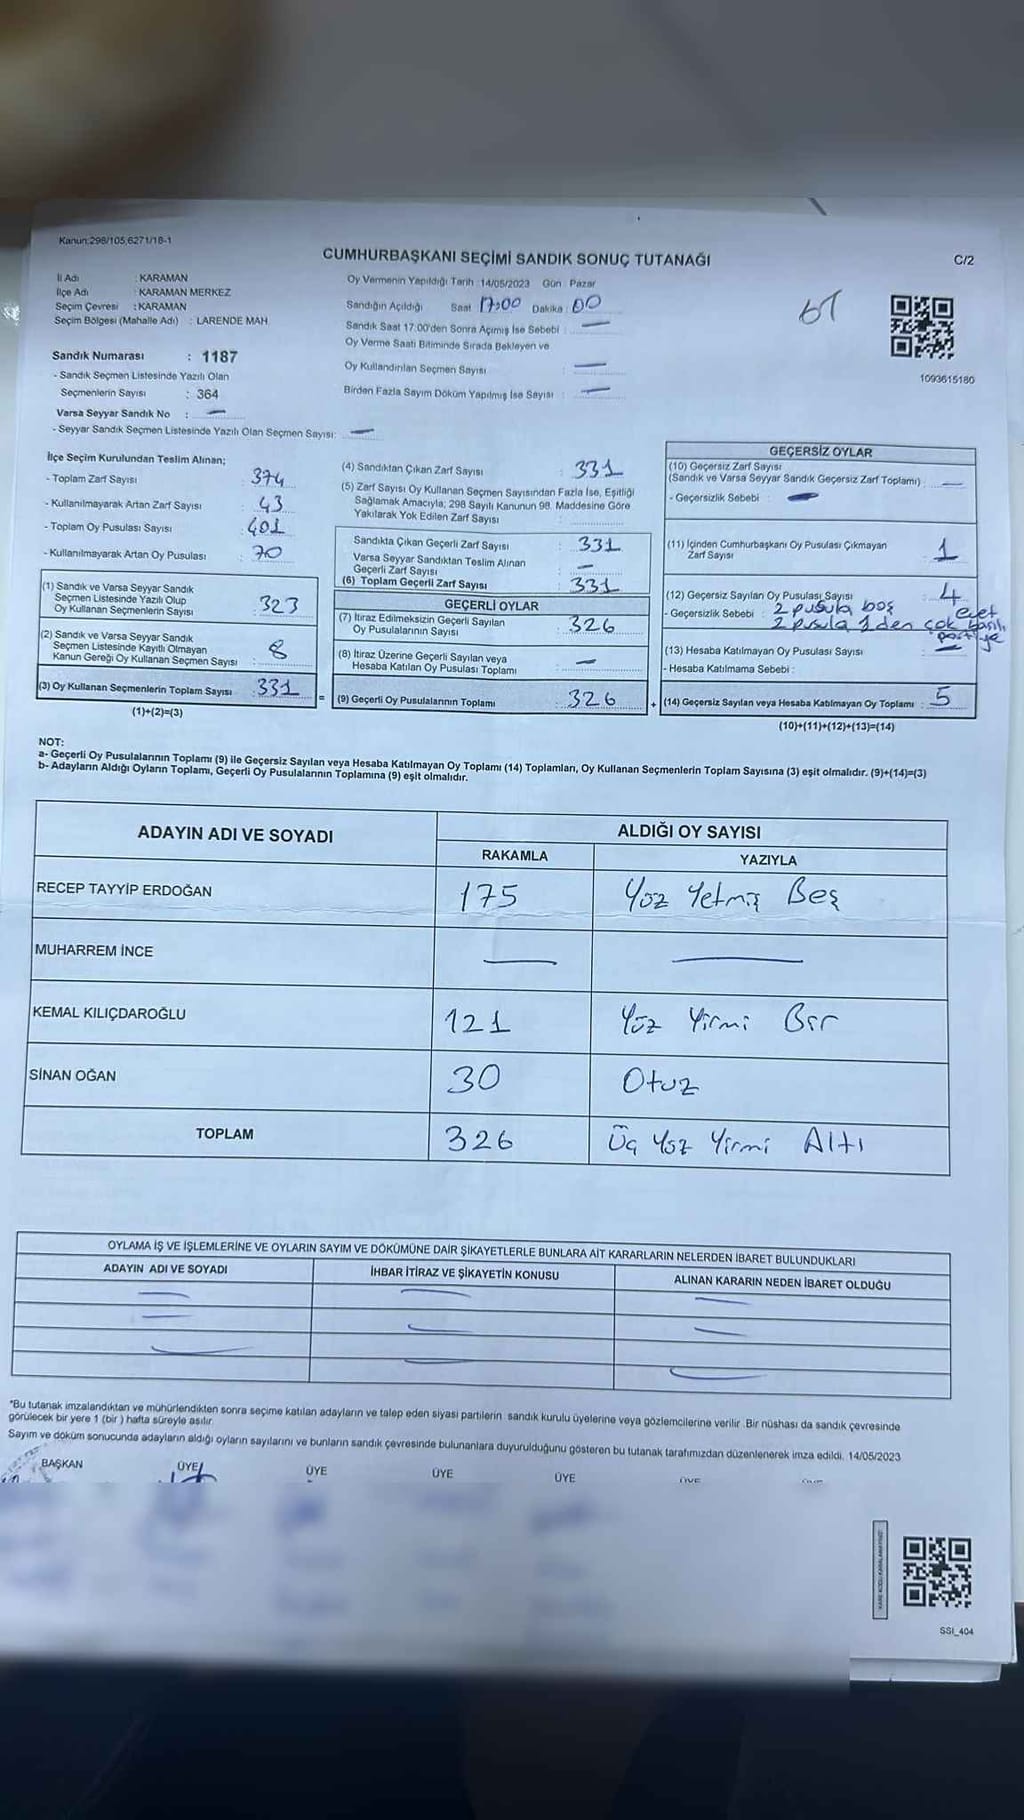 Kanun:298/105,6271/18-1
CUMHURBAŞKANI SEÇİMİ SANDIK SONUÇ TUTANAĞI
C/2
İl Adı : KARAMAN
İlçe Adı : KARAMAN MERKEZ
Seçim Çevresi : KARAMAN
Seçim Bölgesi (Mahalle Adı) : LARENDE MAH.
Oy Vermenin Yapıldığı Tarih :14/05/2023 Gün : Pazar
Sandığın Açıldığı Saat 17:00 Dakika : 00
Sandık Saat 17:00'den Sonra Açımış İse Sebebi : —
Oy Verme Saati Bitiminde Sırada Bekleyen ve
Oy Kullandırılan Seçmen Sayısı : —
Birden Fazla Sayım Döküm Yapılmış İse Sayısı : —
1093615180
Sandık Numarası : 1187
- Sandık Seçmen Listesinde Yazılı Olan
Seçmenlerin Sayısı : 364
Varsa Seyyar Sandık No : —
- Seyyar Sandık Seçmen Listesinde Yazılı Olan Seçmen Sayısı: —
İlçe Seçim Kurulundan Teslim Alınan;
- Toplam Zarf Sayısı : 374
- Kullanılmayarak Artan Zarf Sayısı : 43
- Toplam Oy Pusulası Sayısı : 401
- Kullanılmayarak Artan Oy Pusulası : 70
(1) Sandık ve Varsa Seyyar Sandık
Seçmen Listesinde Yazılı Olup
Oy Kullanan Seçmenlerin Sayısı : 323
(2) Sandık ve Varsa Seyyar Sandık
Seçmen Listesinde Kayıtlı Olmayan
Kanun Gereği Oy Kullanan Seçmen Sayısı : 8
(3) Oy Kullanan Seçmenlerin Toplam Sayısı : 331
(1)+(2)=(3)
=
(4) Sandıktan Çıkan Zarf Sayısı : 331
(5) Zarf Sayısı Oy Kullanan Seçmen Sayısından Fazla İse, Eşitliği
Sağlamak Amacıyla; 298 Sayılı Kanunun 98. Maddesine Göre
Yakılarak Yok Edilen Zarf Sayısı :
Sandıkta Çıkan Geçerli Zarf Sayısı : 331
Varsa Seyyar Sandıktan Teslim Alınan
Geçerli Zarf Sayısı : —
(6) Toplam Geçerli Zarf Sayısı : 331
GEÇERLİ OYLAR
(7) İtiraz Edilmeksizin Geçerli Sayılan
Oy Pusulalarının Sayısı : 326
(8) İtiraz Üzerine Geçerli Sayılan veya
Hesaba Katılan Oy Pusulası Toplamı : —
(9) Geçerli Oy Pusulalarının Toplamı : 326
+
GEÇERSİZ OYLAR
(10) Geçersiz Zarf Sayısı
(Sandık ve Varsa Seyyar Sandık Geçersiz Zarf Toplamı) : —
- Geçersizlik Sebebi : —
(11) İçinden Cumhurbaşkanı Oy Pusulası Çıkmayan
Zarf Sayısı : 1
(12) Geçersiz Sayılan Oy Pusulası Sayısı : 4
- Geçersizlik Sebebi : 2 pusula boş evet
2 pusula 1'den çok basılı
partiye
(13) Hesaba Katılmayan Oy Pusulası Sayısı : —
- Hesaba Katılmama Sebebi :
(14) Geçersiz Sayılan veya Hesaba Katılmayan Oy Toplamı : 5
(10)+(11)+(12)+(13)=(14)
NOT:
a- Geçerli Oy Pusulalarının Toplamı (9) ile Geçersiz Sayılan veya Hesaba Katılmayan Oy Toplamı (14) Toplamları, Oy Kullanan Seçmenlerin Toplam Sayısına (3) eşit olmalıdır. (9)+(14)=(3)
b- Adayların Aldığı Oyların Toplamı, Geçerli Oy Pusulalarının Toplamına (9) eşit olmalıdır.
ADAYIN ADI VE SOYADI
ALDIĞI OY SAYISI
RAKAMLA YAZIYLA
RECEP TAYYİP ERDOĞAN 175 Yüz Yetmiş Beş
MUHARREM İNCE — —
KEMAL KILIÇDAROĞLU 121 Yüz Yirmi Bir
SİNAN OĞAN 30 Otuz
TOPLAM 326 Üç Yüz Yirmi Altı
OYLAMA İŞ VE İŞLEMLERİNE VE OYLARIN SAYIM VE DÖKÜMÜNE DAİR ŞİKAYETLERLE BUNLARA AİT KARARLARIN NELERDEN İBARET BULUNDUKLARI
ADAYIN ADI VE SOYADI İHBAR İTİRAZ VE ŞİKAYETİN KONUSU ALINAN KARARIN NEDEN İBARET OLDUĞU
"Bu tutanak imzalandıktan ve mühürlendikten sonra seçime katılan adayların ve talep eden siyasi partilerin sandık kurulu üyelerine veya gözlemcilerine verilir .Bir nüshası da sandık çevresinde
görülecek bir yere 1 (bir ) hafta süreyle asılır.
Sayım ve döküm sonucunda adayların aldığı oyların sayılarını ve bunların sandık çevresinde bulunanlara duyurulduğunu gösteren bu tutanak tarafımızdan düzenlenerek imza edildi. 14/05/2023
BAŞKAN ÜYE ÜYE ÜYE ÜYE ÜYE
SSI_404